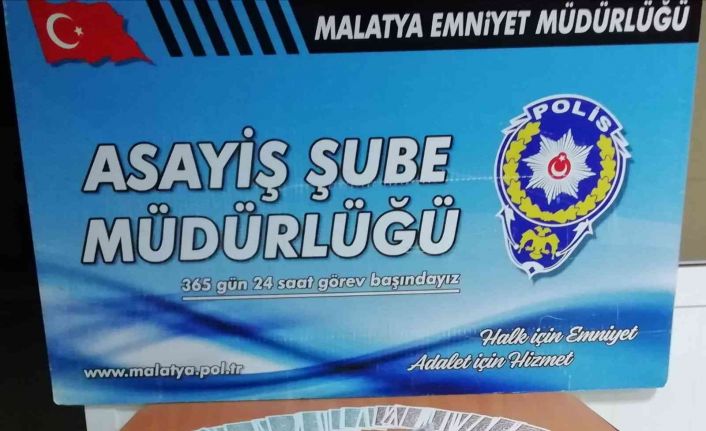 MALATYA EMNİYET MÜDÜRLÜĞÜ
ASAYİŞ ŞUBE
MÜDÜRLÜĞÜ
365 gün 24 saat görev başındayız
POLİS
Halk için Emniyet
Adalet için Hizmet
www.malatya.pol.tr